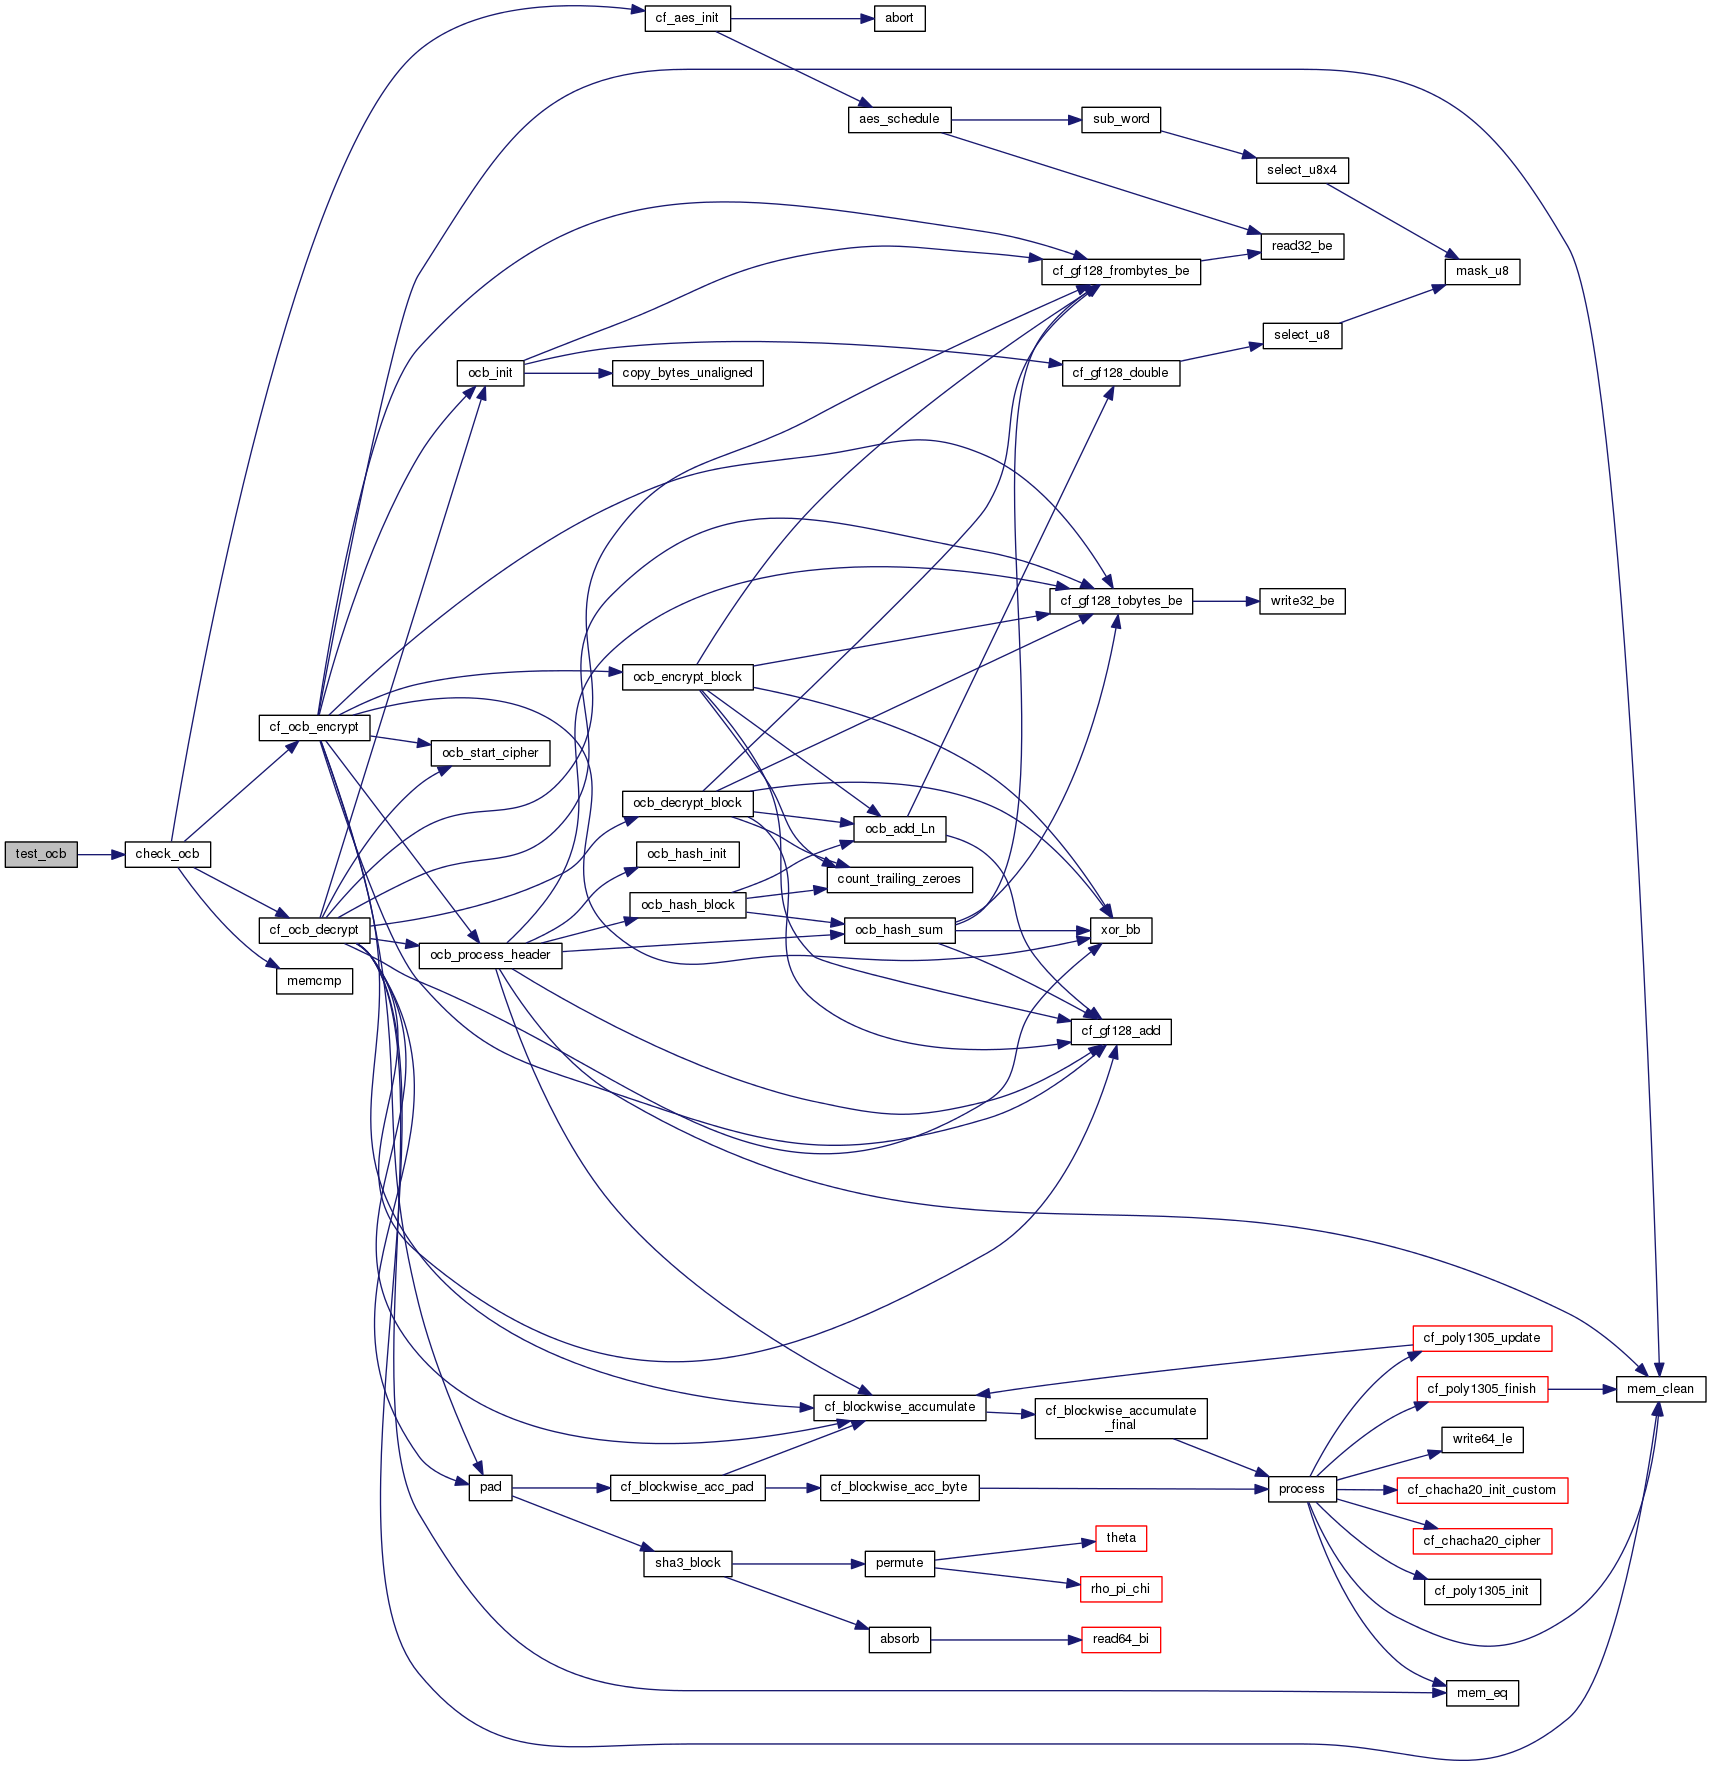 cf_aes_init
abort
aes_schedule
sub_word
select_u8x4
read32_be
cf_gf128_frombytes_be
mask_u8
select_u8
ocb_init
copy_bytes_unaligned
cf_gf128_double
cf_gf128_tobytes_be
write32_be
ocb_encrypt_block
cf_ocb_encrypt
ocb_start_cipher
ocb_decrypt_block
ocb_add_Ln
test_ocb
check_ocb
ocb_hash_init
count_trailing_zeroes
ocb_hash_block
cf_ocb_decrypt
ocb_hash_sum
xor_bb
ocb_process_header
memcmp
cf_gf128_add
cf_poly1305_update
cf_poly1305_finish
mem_clean
cf_blockwise_accumulate
cf_blockwise_accumulate
_final
write64_le
pad
cf_blockwise_acc_pad
cf_blockwise_acc_byte
process
cf_chacha20_init_custom
theta
cf_chacha20_cipher
sha3_block
permute
rho_pi_chi
cf_poly1305_init
absorb
read64_bi
mem_eq